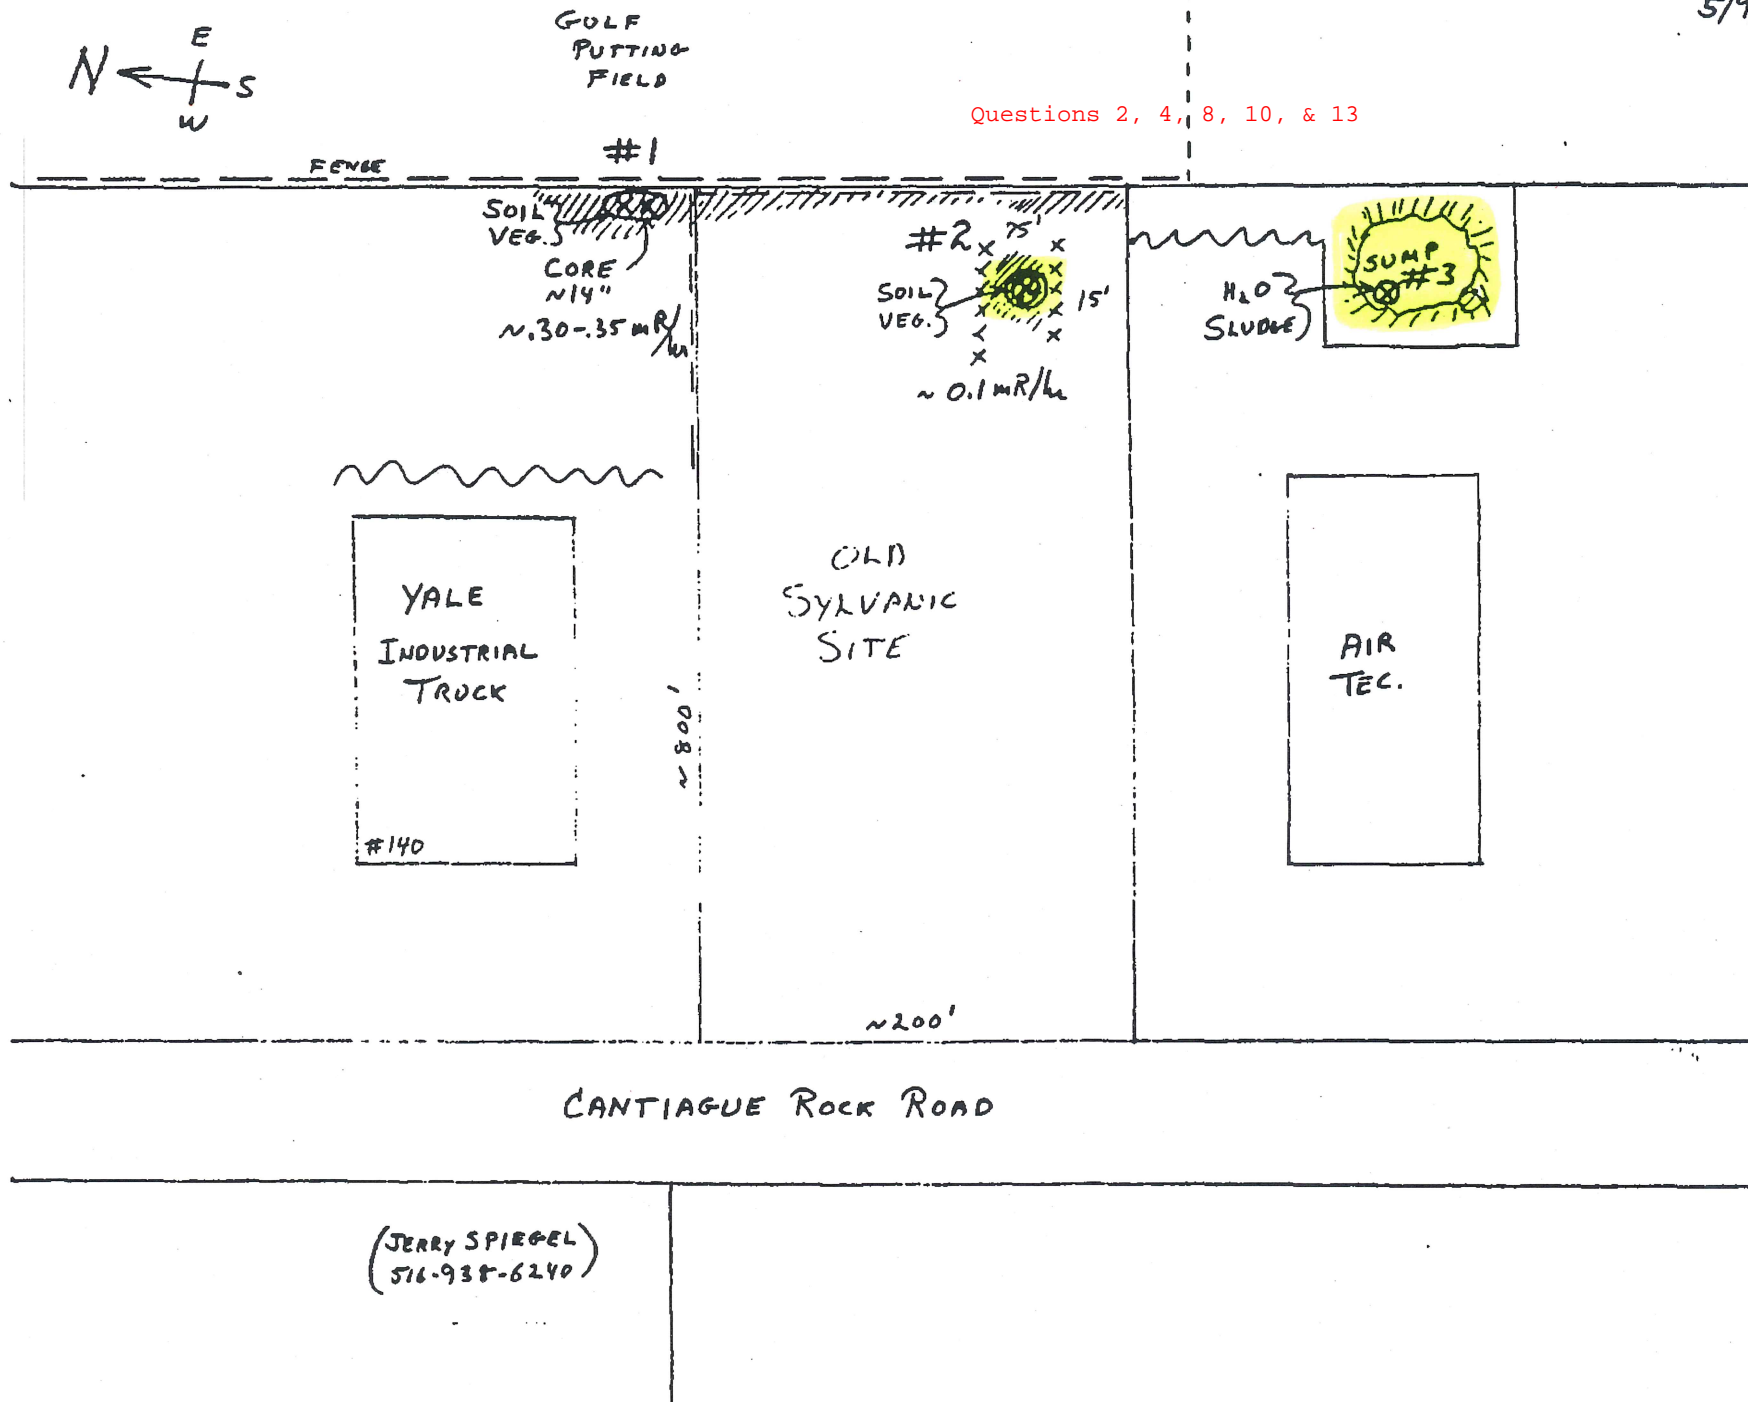 5/9
GOLF
PUTTING
FIELD
E
N S
W
Questions 2, 4, 8, 10, & 13
#1
FENCE
SOIL
VEG.
CORE
~14"
~.30-.35 mR/hr
#2
75'
SOIL
VEG.
15'
~ 0.1 mR/hr
SUMP
#3
H2O
SLUDGE
YALE
INDUSTRIAL
TRUCK
#140
~ 800'
OLD
SYLVANIC
SITE
AIR
TEC.
~200'
CANTIAGUE ROCK ROAD
(JERRY SPIEGEL
516-938-6240)